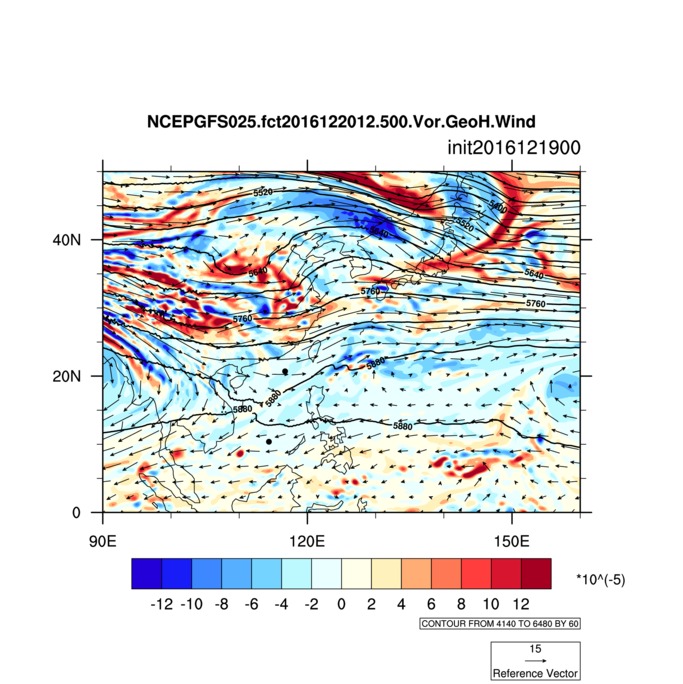 NCEPGFS025.fct2016122012.500.Vor.GeoH.Wind
init2016121900
5520
5400
5520
5640
40N
5640
5640
5760
5760
5760
20N
5880
5880
5880
5880
0
90E 120E 150E
-12 -10 -8 -6 -4 -2 0 2 4 6 8 10 12
*10^(-5)
CONTOUR FROM 4140 TO 6480 BY 60
15
Reference Vector